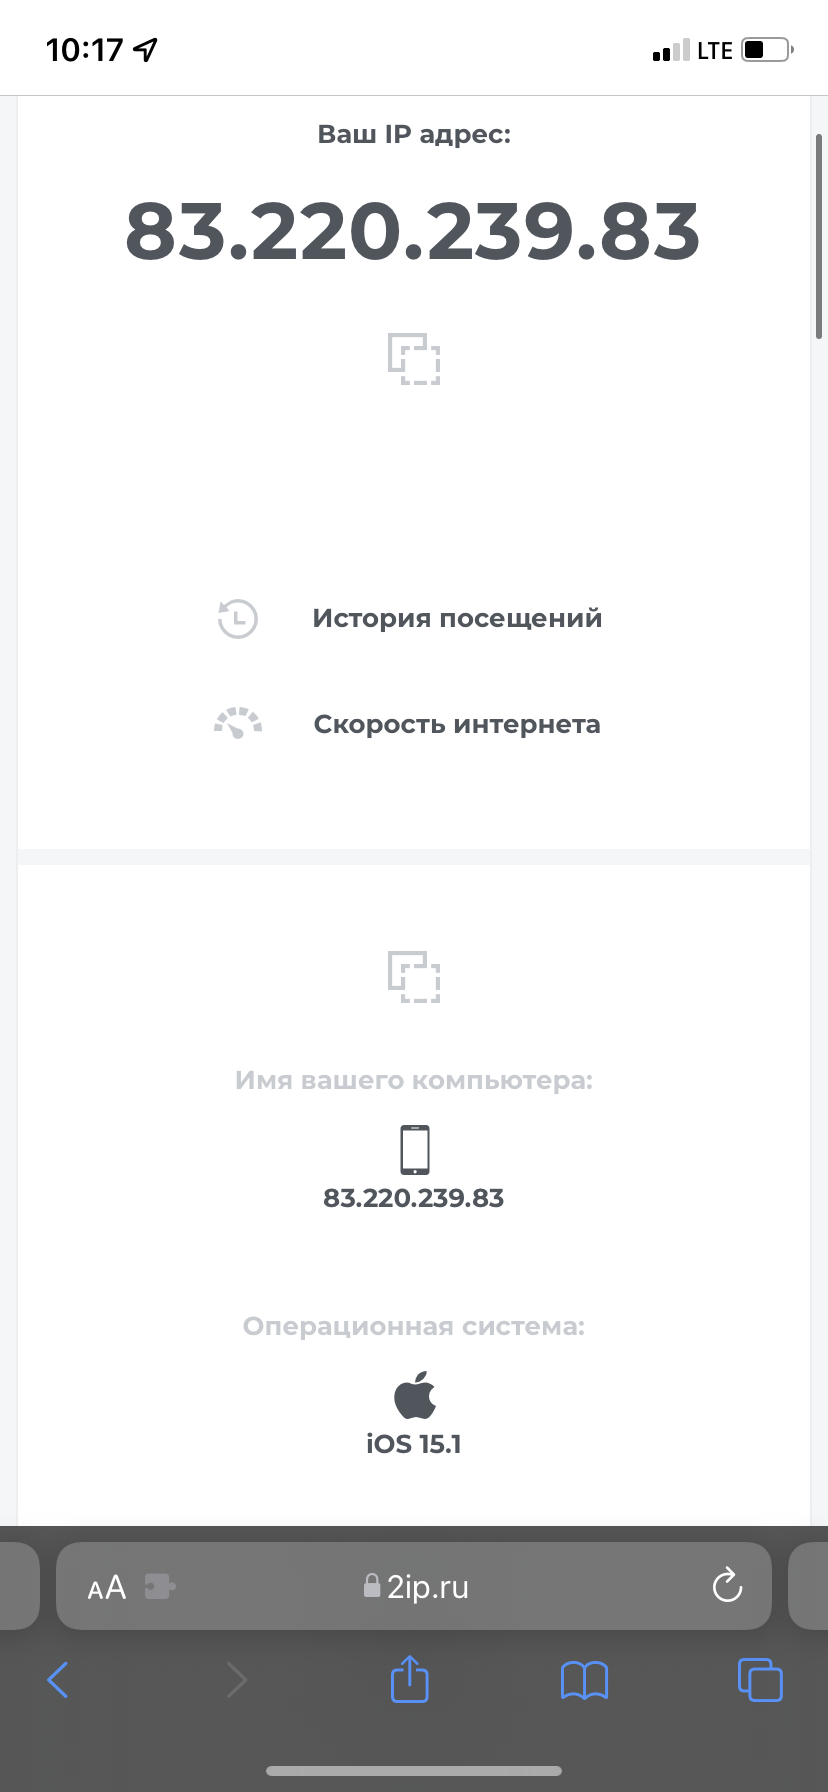 10:17
LTE
Ваш IP адрес:
83.220.239.83
История посещений
Скорость интернета
Имя вашего компьютера:
83.220.239.83
Операционная система:
iOS 15.1
AA
2ip.ru